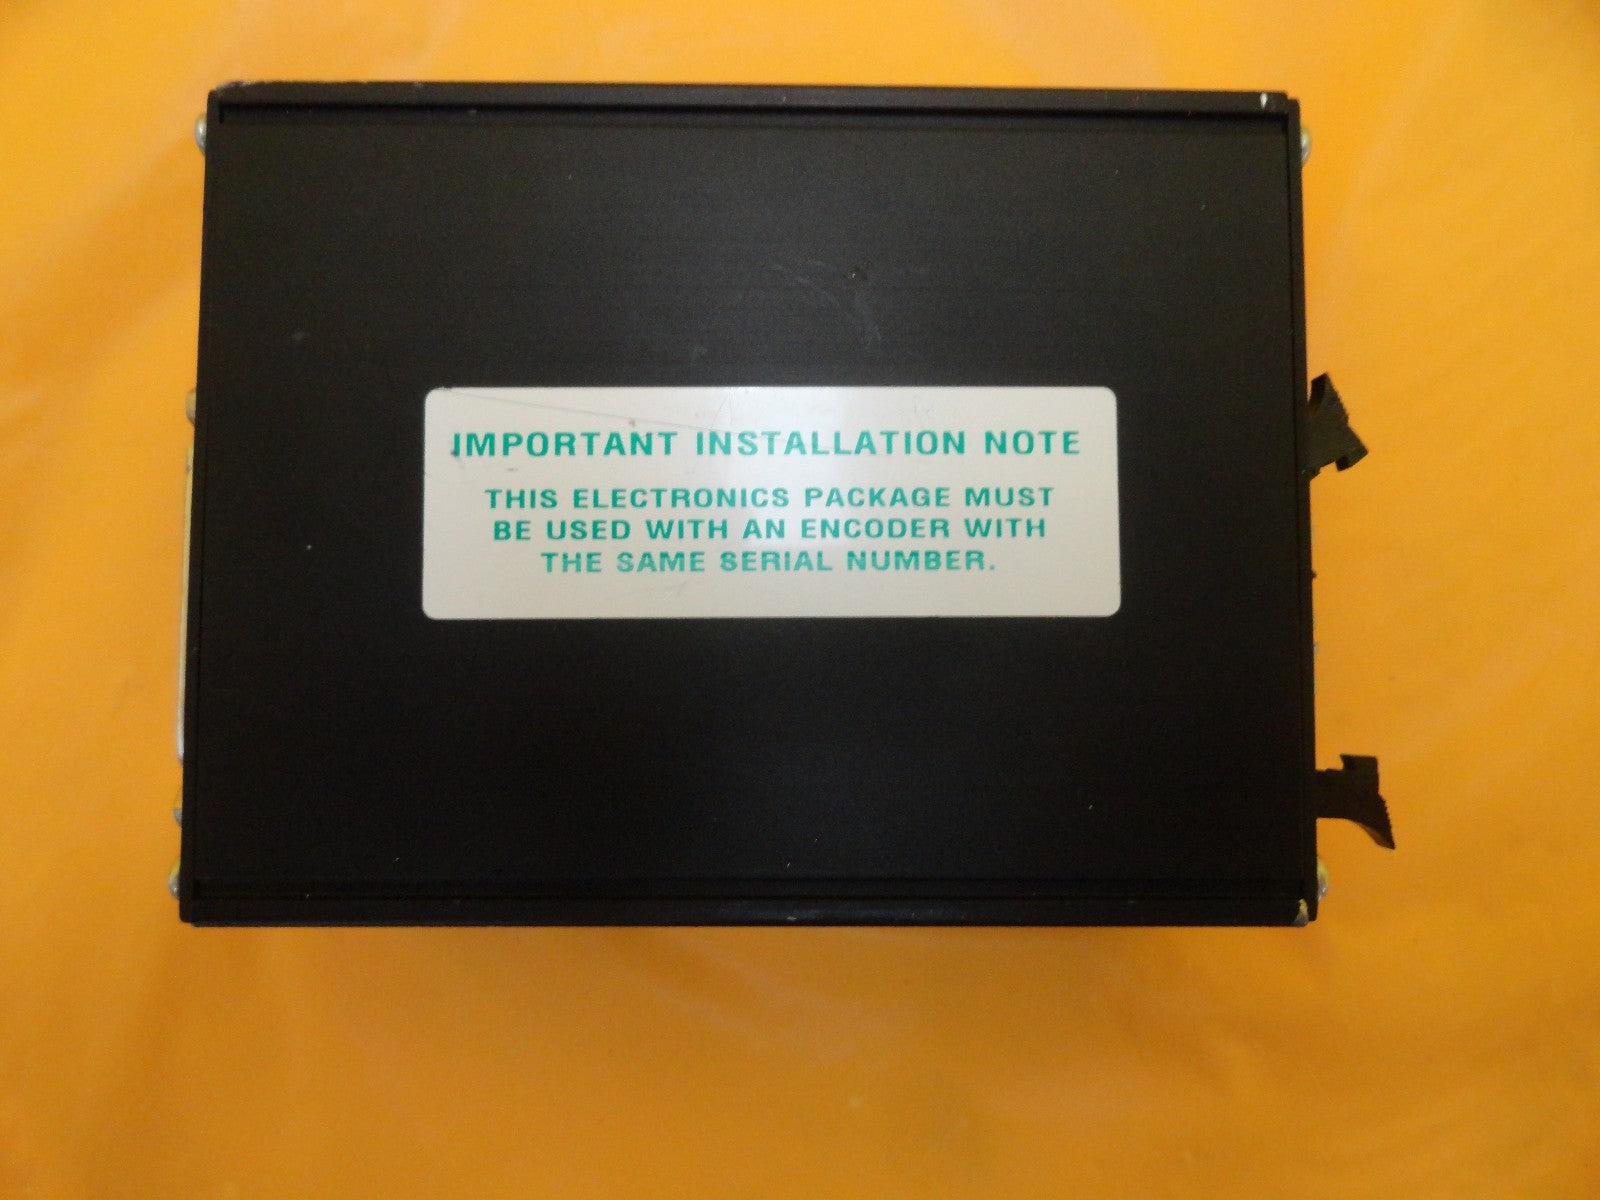 IMPORTANT INSTALLATION NOTE
THIS ELECTRONICS PACKAGE MUST
BE USED WITH AN ENCODER WITH
THE SAME SERIAL NUMBER.